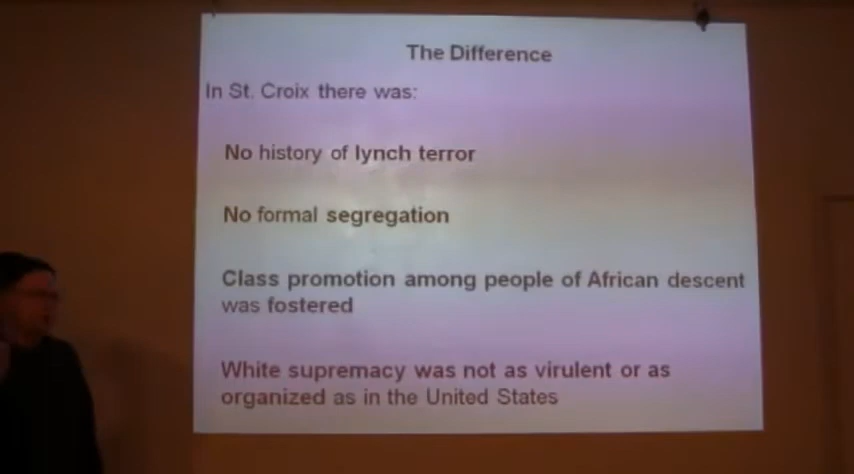 The Difference
In St. Croix there was:
No history of lynch terror
No formal segregation
Class promotion among people of African descent
was fostered
White supremacy was not as virulent or as
organized as in the United States